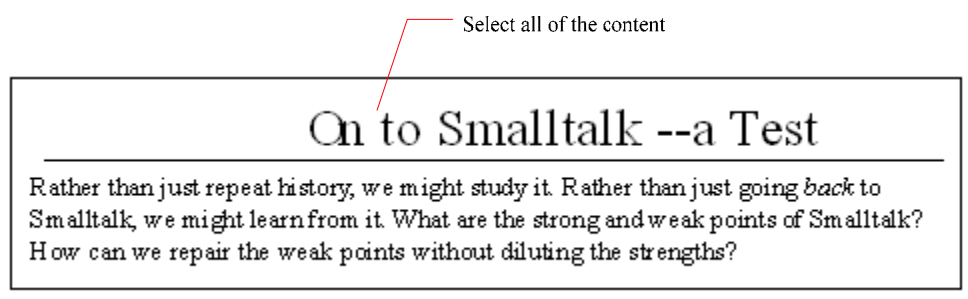 Select all of the content
On to Smalltalk --a Test
Rather than just repeat history, we might study it. Rather than just going back to
Smalltalk, we might learn from it. What are the strong and weak points of Smalltalk?
How can we repair the weak points without diluting the strengths?